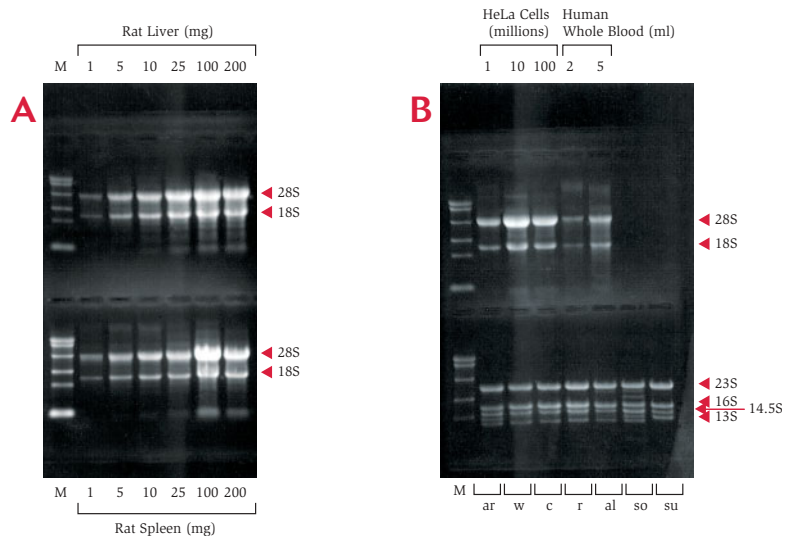 Rat Liver (mg)
M 1 5 10 25 100 200
A
28S
18S
28S
18S
M 1 5 10 25 100 200
Rat Spleen (mg)
HeLa Cells
(millions)
Human
Whole Blood (ml)
1 10 100 2 5
B
28S
18S
23S
16S
14.5S
13S
M
ar w c r al so su